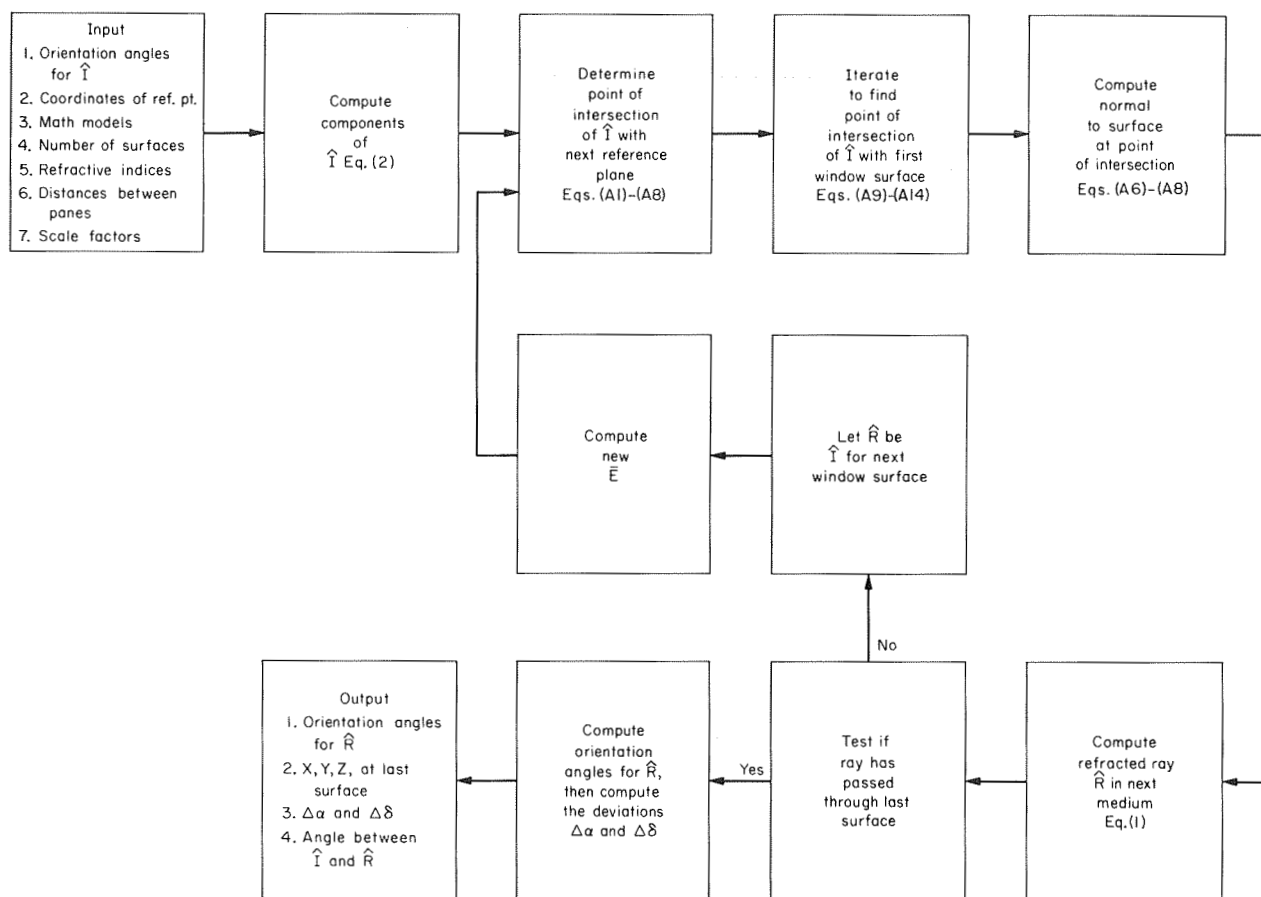 Input
1. Orientation angles
for Î
2. Coordinates of ref. pt.
3. Math models
4. Number of surfaces
5. Refractive indices
6. Distances between
panes
7. Scale factors
Compute
components
of
Î Eq. (2)
Determine
point of
intersection
of Î with
next reference
plane
Eqs. (A1)-(A8)
Iterate
to find
point of
intersection
of Î with first
window surface
Eqs. (A9)-(A14)
Compute
normal
to surface
at point
of intersection
Eqs. (A6)-(A8)
Compute
new
Ē
Let R̂ be
Î for next
window surface
No
Output
1. Orientation angles
for R̂
2. X, Y, Z, at last
surface
3. Δα and Δδ
4. Angle between
Î and R̂
Compute
orientation
angles for R̂,
then compute
the deviations
Δα and Δδ
Yes
Test if
ray has
passed
through last
surface
Compute
refracted ray
R̂ in next
medium
Eq. (1)